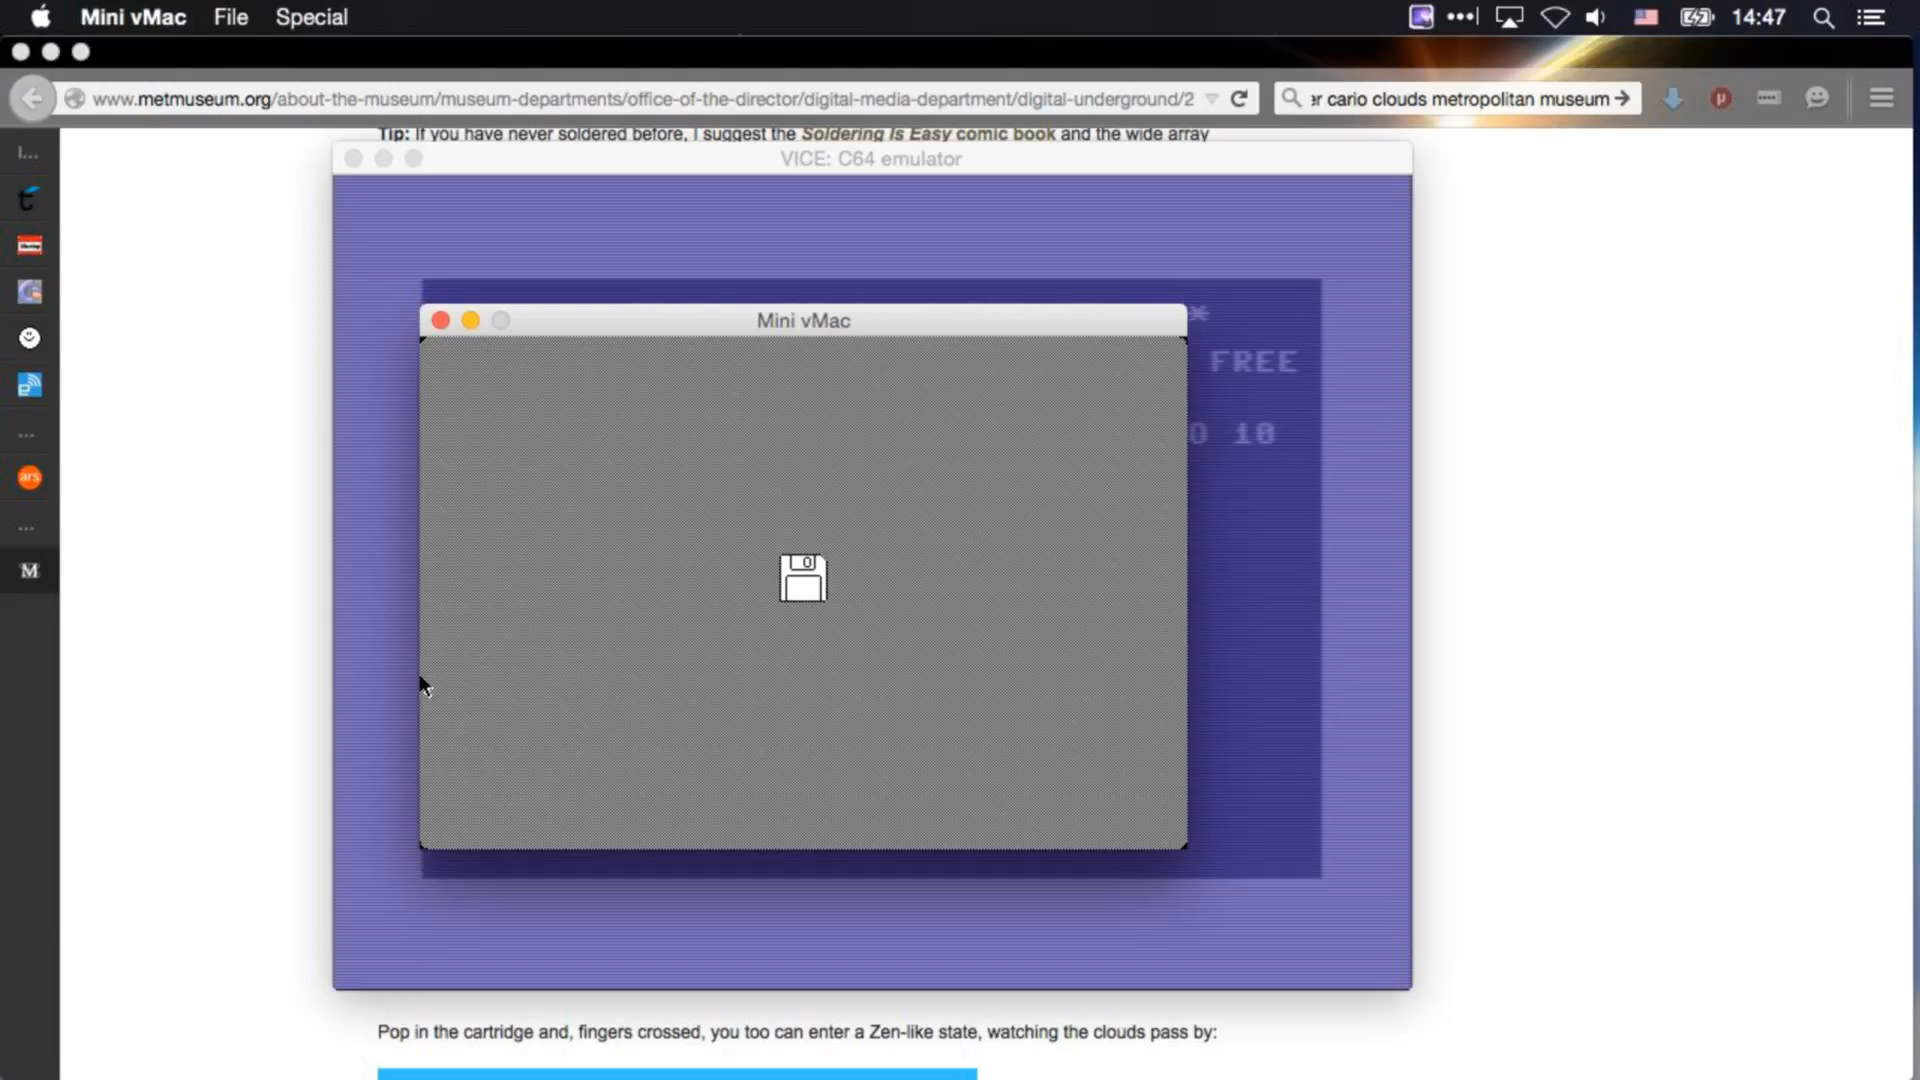 Mini vMac File Special
14:47
www.metmuseum.org/about-the-museum/museum-departments/office-of-the-director/digital-media-department/digital-underground/2
er cario clouds metropolitan museum
Tip: If you have never soldered before, I suggest the Soldering Is Easy comic book and the wide array
VICE: C64 emulator
Mini vMac
FREE
O 10
ars
M
Pop in the cartridge and, fingers crossed, you too can enter a Zen-like state, watching the clouds pass by: